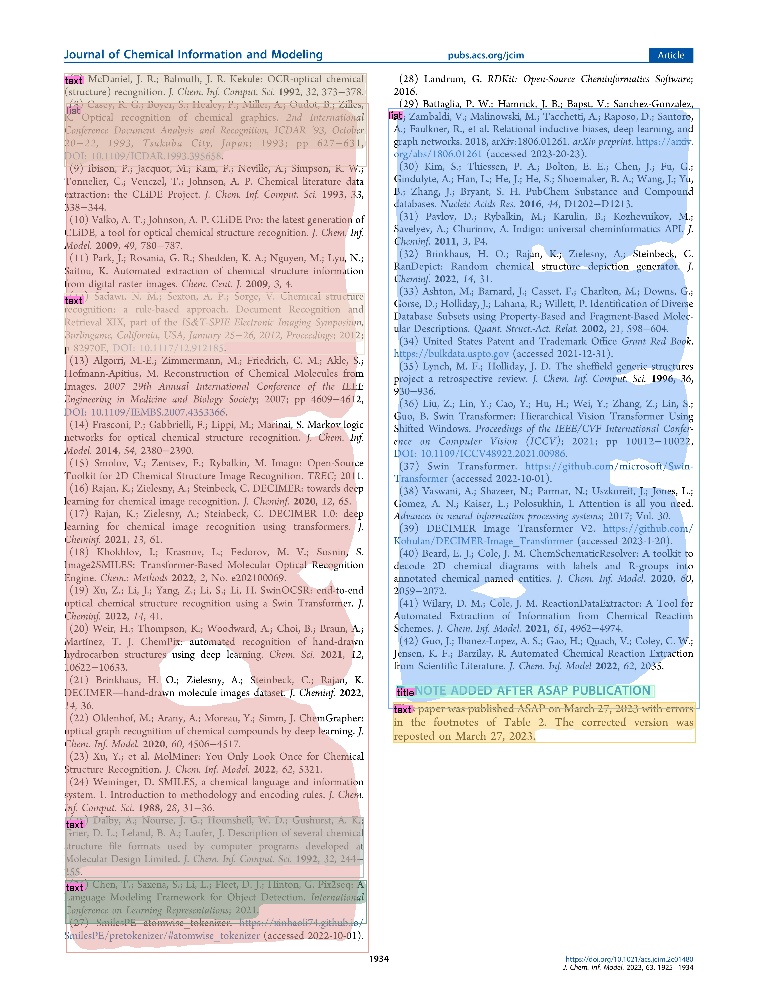 Journal of Chemical Information and Modeling
pubs.acs.org/jcim
Article
text McDaniel, J. R.; Balmuth, J. R. Kekule: OCR-optical chemical
(structure) recognition. J. Chem. Inf. Comput. Sci. 1992, 32, 373−378.
list Casey, R. G.; Boyer, S.; Healey, P.; Miller, A.; Oudot, B.; Zilles,
K. Optical recognition of chemical graphics. 2nd International
Conference Document Analysis and Recognition, ICDAR '93, October
20−22, 1993, Tsukuba City, Japan; 1993; pp 627−631,
DOI: 10.1109/ICDAR.1993.395658.
(9) Ibison, P.; Jacquot, M.; Kam, F.; Neville, A.; Simpson, R. W.;
Tonnelier, C.; Venczel, T.; Johnson, A. P. Chemical literature data
extraction: the CLiDE Project. J. Chem. Inf. Comput. Sci. 1993, 33,
338−344.
(10) Valko, A. T.; Johnson, A. P. CLiDE Pro: the latest generation of
CLiDE, a tool for optical chemical structure recognition. J. Chem. Inf.
Model. 2009, 49, 780−787.
(11) Park, J.; Rosania, G. R.; Shedden, K. A.; Nguyen, M.; Lyu, N.;
Saitou, K. Automated extraction of chemical structure information
from digital raster images. Chem. Cent. J. 2009, 3, 4.
text Sadawi, N. M.; Sexton, A. P.; Sorge, V. Chemical structure
recognition: a rule-based approach. Document Recognition and
Retrieval XIX, part of the IS&T-SPIE Electronic Imaging Symposium,
Burlingame, California, USA, January 25−26, 2012, Proceedings; 2012;
p 82970E, DOI: 10.1117/12.912185.
(13) Algorri, M.-E.; Zimmermann, M.; Friedrich, C. M.; Akle, S.;
Hofmann-Apitius, M. Reconstruction of Chemical Molecules from
Images. 2007 29th Annual International Conference of the IEEE
Engineering in Medicine and Biology Society; 2007; pp 4609−4612,
DOI: 10.1109/IEMBS.2007.4353366.
(14) Frasconi, P.; Gabbrielli, F.; Lippi, M.; Marinai, S. Markov logic
networks for optical chemical structure recognition. J. Chem. Inf.
Model. 2014, 54, 2380−2390.
(15) Smolov, V.; Zentsev, F.; Rybalkin, M. Imago: Open-Source
Toolkit for 2D Chemical Structure Image Recognition. TREC; 2011.
(16) Rajan, K.; Zielesny, A.; Steinbeck, C. DECIMER: towards deep
learning for chemical image recognition. J. Cheminf. 2020, 12, 65.
(17) Rajan, K.; Zielesny, A.; Steinbeck, C. DECIMER 1.0: deep
learning for chemical image recognition using transformers. J.
Cheminf. 2021, 13, 61.
(18) Khokhlov, I.; Krasnov, L.; Fedorov, M. V.; Sosnin, S.
Image2SMILES: Transformer-Based Molecular Optical Recognition
Engine. Chem.: Methods 2022, 2, No. e202100069.
(19) Xu, Z.; Li, J.; Yang, Z.; Li, S.; Li, H. SwinOCSR: end-to-end
optical chemical structure recognition using a Swin Transformer. J.
Cheminf. 2022, 14, 41.
(20) Weir, H.; Thompson, K.; Woodward, A.; Choi, B.; Braun, A.;
Martínez, T. J. ChemPix: automated recognition of hand-drawn
hydrocarbon structures using deep learning. Chem. Sci. 2021, 12,
10622−10633.
(21) Brinkhaus, H. O.; Zielesny, A.; Steinbeck, C.; Rajan, K.
DECIMER—hand-drawn molecule images dataset. J. Cheminf. 2022,
14, 36.
(22) Oldenhof, M.; Arany, A.; Moreau, Y.; Simm, J. ChemGrapher:
optical graph recognition of chemical compounds by deep learning. J.
Chem. Inf. Model. 2020, 60, 4506−4517.
(23) Xu, Y.; et al. MolMiner: You Only Look Once for Chemical
Structure Recognition. J. Chem. Inf. Model. 2022, 62, 5321.
(24) Weininger, D. SMILES, a chemical language and information
system. 1. Introduction to methodology and encoding rules. J. Chem.
Inf. Comput. Sci. 1988, 28, 31−36.
text Dalby, A.; Nourse, J. G.; Hounshell, W. D.; Gushurst, A. K.;
Grier, D. L.; Leland, B. A.; Laufer, J. Description of several chemical
structure file formats used by computer programs developed at
Molecular Design Limited. J. Chem. Inf. Comput. Sci. 1992, 32, 244−
255.
text Chen, T.; Saxena, S.; Li, L.; Fleet, D. J.; Hinton, G. Pix2seq: A
Language Modeling Framework for Object Detection, International
Conference on Learning Representations; 2021.
(27) SmilesPE atomwise_tokenizer. https://xinhaoli74.github.io/
SmilesPE/pretokenizer/#atomwise_tokenizer (accessed 2022-10-01).
(28) Landrum, G. RDKit: Open-Source Cheminformatics Software;
2016.
(29) Battaglia, P. W.; Hamrick, J. B.; Bapst, V.; Sanchez-Gonzalez,
list Zambaldi, V.; Malinowski, M.; Tacchetti, A.; Raposo, D.; Santoro,
A.; Faulkner, R.; et al. Relational inductive biases, deep learning, and
graph networks. 2018, arXiv:1806.01261. arXiv preprint. https://arxiv.
org/abs/1806.01261 (accessed 2023-20-23).
(30) Kim, S.; Thiessen, P. A.; Bolton, E. E.; Chen, J.; Fu, G.;
Gindulyte, A.; Han, L.; He, J.; He, S.; Shoemaker, B. A.; Wang, J.; Yu,
B.; Zhang, J.; Bryant, S. H. PubChem Substance and Compound
databases. Nucleic Acids Res. 2016, 44, D1202−D1213.
(31) Pavlov, D.; Rybalkin, M.; Karulin, B.; Kozhevnikov, M.;
Savelyev, A.; Churinov, A. Indigo: universal cheminformatics API. J.
Cheminf. 2011, 3, P4.
(32) Brinkhaus, H. O.; Rajan, K.; Zielesny, A.; Steinbeck, C.
RanDepict: Random chemical structure depiction generator. J.
Cheminf. 2022, 14, 31.
(33) Ashton, M.; Barnard, J.; Casset, F.; Charlton, M.; Downs, G.;
Gorse, D.; Holliday, J.; Lahana, R.; Willett, P. Identification of Diverse
Database Subsets using Property-Based and Fragment-Based Molec-
ular Descriptions. Quant. Struct.-Act. Relat. 2002, 21, 598−604.
(34) United States Patent and Trademark Office Grant Red Book.
https://bulkdata.uspto.gov (accessed 2021-12-31).
(35) Lynch, M. F.; Holliday, J. D. The sheffield generic structures
project a retrospective review. J. Chem. Inf. Comput. Sci. 1996, 36,
930−936.
(36) Liu, Z.; Lin, Y.; Cao, Y.; Hu, H.; Wei, Y.; Zhang, Z.; Lin, S.;
Guo, B. Swin Transformer: Hierarchical Vision Transformer Using
Shifted Windows. Proceedings of the IEEE/CVF International Confer-
ence on Computer Vision (ICCV); 2021; pp 10012−10022,
DOI: 10.1109/ICCV48922.2021.00986.
(37) Swin Transformer. https://github.com/microsoft/Swin-
Transformer (accessed 2022-10-01).
(38) Vaswani, A.; Shazeer, N.; Parmar, N.; Uszkoreit, J.; Jones, L.;
Gomez, A. N.; Kaiser, L.; Polosukhin, I. Attention is all you need.
Advances in neural information processing systems; 2017; Vol. 30.
(39) DECIMER Image Transformer V2. https://github.com/
Kohulan/DECIMER-Image_Transformer (accessed 2023-1-20).
(40) Beard, E. J.; Cole, J. M. ChemSchematicResolver: A toolkit to
decode 2D chemical diagrams with labels and R-groups into
annotated chemical named entities. J. Chem. Inf. Model. 2020, 60,
2059−2072.
(41) Wilary, D. M.; Cole, J. M. ReactionDataExtractor: A Tool for
Automated Extraction of Information from Chemical Reaction
Schemes. J. Chem. Inf. Model. 2021, 61, 4962−4974.
(42) Guo, J.; Ibanez-Lopez, A. S.; Gao, H.; Quach, V.; Coley, C. W.;
Jensen, K. F.; Barzilay, R. Automated Chemical Reaction Extraction
from Scientific Literature. J. Chem. Inf. Model. 2022, 62, 2035.
title NOTE ADDED AFTER ASAP PUBLICATION
text paper was published ASAP on March 27, 2023 with errors
in the footnotes of Table 2. The corrected version was
reposted on March 27, 2023.
1934
https://doi.org/10.1021/acs.jcim.2c01480
J. Chem. Inf. Model. 2023, 63, 1925−1934